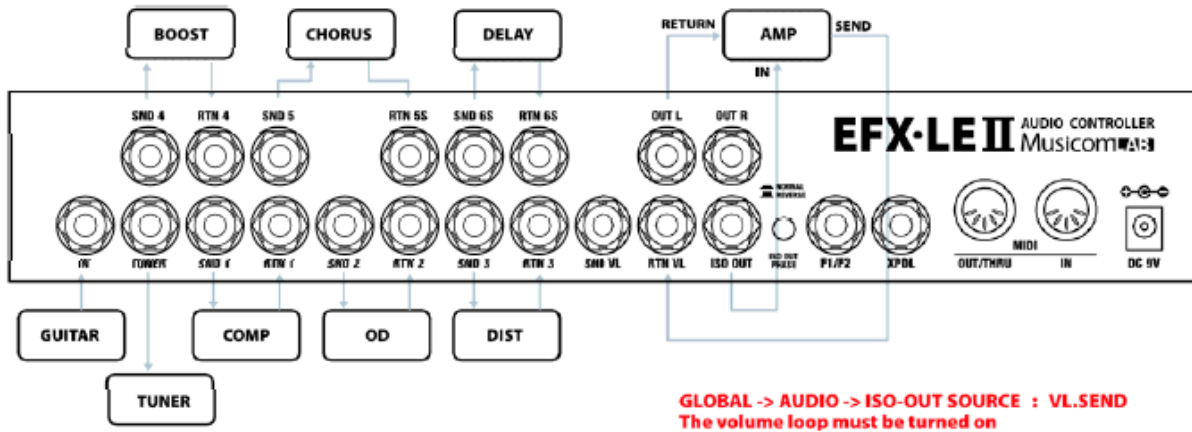 BOOST
CHORUS
DELAY
RETURN
AMP
SEND
IN
SND 4
RTN 4
SND 5
RTN 5S
SND 6S
RTN 6S
OUT L
OUT R
EFX·LE II
AUDIO CONTROLLER
MusicomLAB
NORMAL
REVERSE
IN
TUNER
SND 1
RTN 1
SND 2
RTN 2
SND 3
RTN 3
SND VL
RTN VL
ISO OUT
ISO OUT
PHASE
F1/F2
XPDL
MIDI
OUT/THRU
IN
DC 9V
GUITAR
COMP
OD
DIST
TUNER
GLOBAL -> AUDIO -> ISO-OUT SOURCE : VL.SEND
The volume loop must be turned on